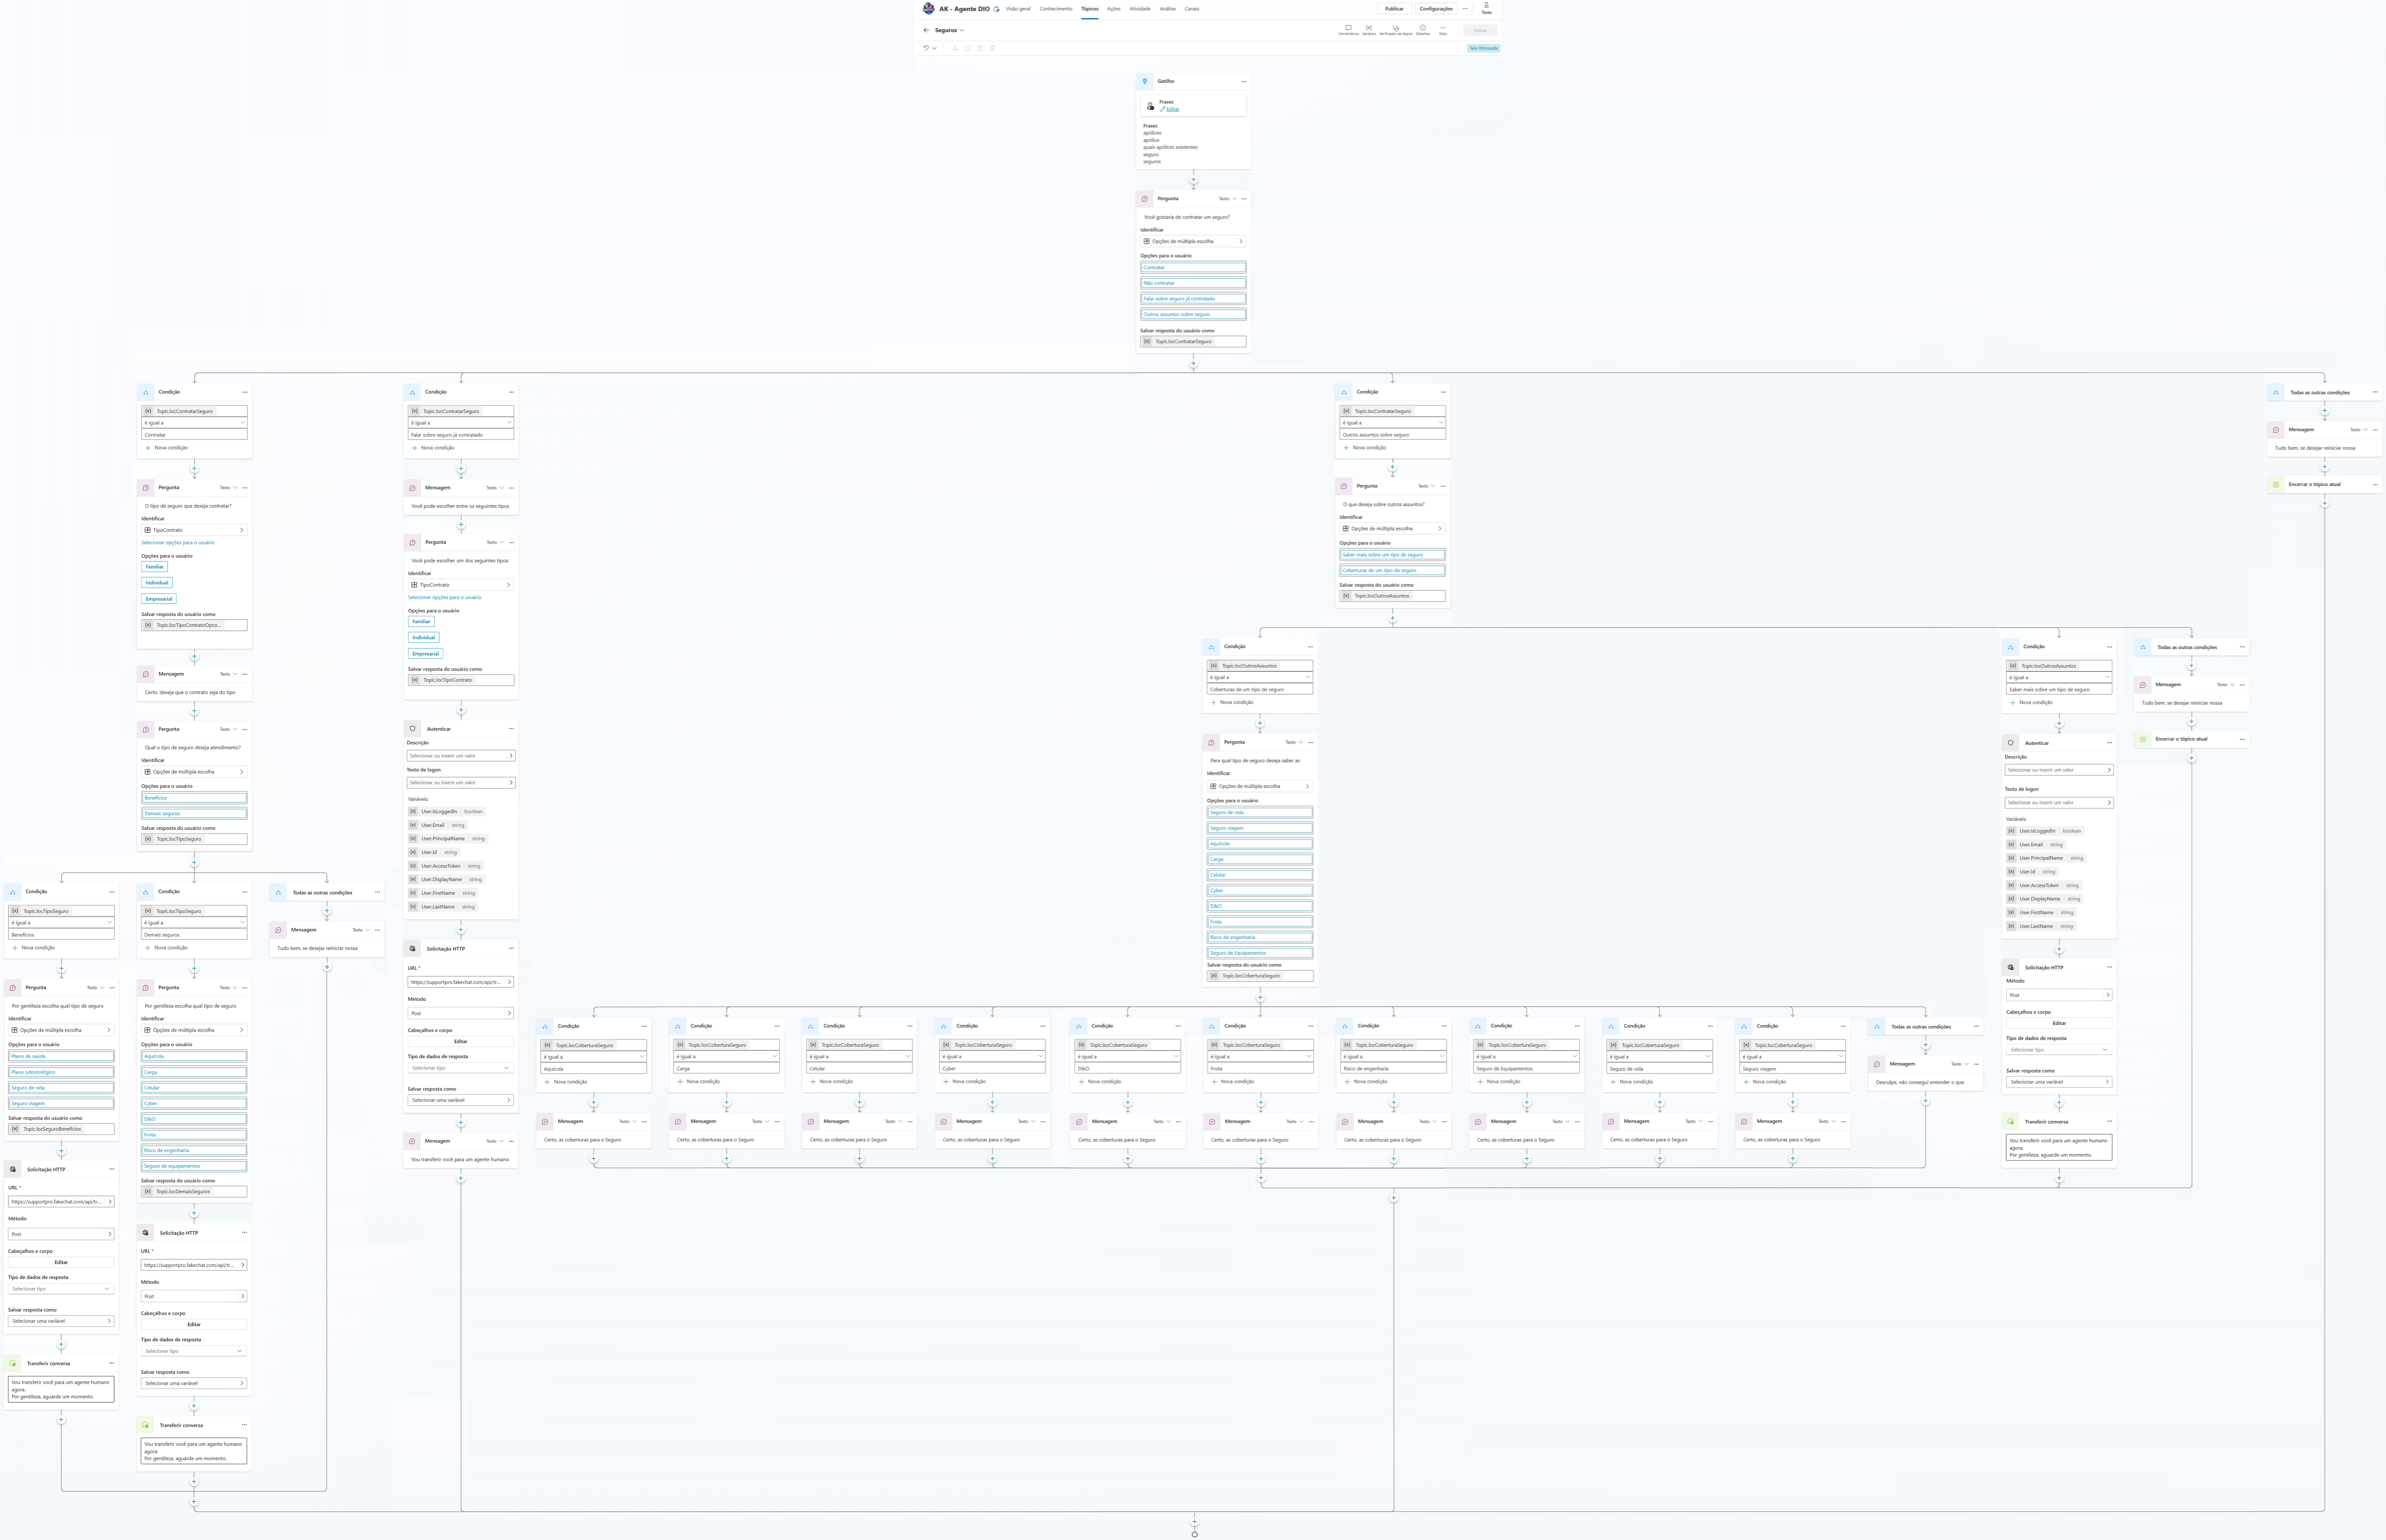 AK - Agente DIO
Visão geral
Conhecimento
Tópicos
Ações
Atividade
Análise
Canais
Publicar
Configurações
Teste
Seguros
Comentários
Variáveis
Verificador de tópico
Detalhes
Mais
Salvar
Gatilho
Frases
Editar
Frases
apólices
apólice
quais apólices existentes
seguro
seguros
Pergunta
Texto
Você gostaria de contratar um seguro?
Identificar
Opções de múltipla escolha
Opções para o usuário
Contratar
Não contratar
Falar sobre seguro já contratado
Outros assuntos sobre seguro
Salvar resposta do usuário como
{x} Topic.locContratarSeguro
Condição
{x} Topic.locContratarSeguro
é igual a
Contratar
Nova condição
Pergunta
Texto
O tipo de seguro que deseja contratar?
Identificar
TipoContrato
Selecionar opções para o usuário
Opções para o usuário
Familiar
Individual
Empresarial
Salvar resposta do usuário como
{x} Topic.locTipoContratoOpco...
Mensagem
Texto
Certo, deseja que o contrato seja do tipo
Pergunta
Texto
Qual o tipo de seguro deseja atendimento?
Identificar
Opções de múltipla escolha
Opções para o usuário
Benefícios
Demais seguros
Salvar resposta do usuário como
{x} Topic.locTipoSeguro
Condição
{x} Topic.locTipoSeguro
é igual a
Benefícios
Nova condição
Pergunta
Texto
Por gentileza escolha qual tipo de seguro
Identificar
Opções de múltipla escolha
Opções para o usuário
Plano de saúde
Plano odontológico
Seguro de vida
Seguro viagem
Salvar resposta do usuário como
{x} Topic.locSeguroBeneficios
Solicitação HTTP
URL *
https://supportpro.fakechat.com/api/tr...
Método
Post
Cabeçalhos e corpo
Editar
Tipo de dados de resposta
Selecionar tipo
Salvar resposta como
Selecionar uma variável
Transferir conversa
Vou transferir você para um agente humano
agora.
Por gentileza, aguarde um momento.
Condição
{x} Topic.locTipoSeguro
é igual a
Demais seguros
Nova condição
Pergunta
Texto
Por gentileza escolha qual tipo de seguro
Identificar
Opções de múltipla escolha
Opções para o usuário
Aquícola
Carga
Celular
Cyber
D&O
Frota
Risco de engenharia
Seguro de equipamentos
Salvar resposta do usuário como
{x} Topic.locDemaisSeguros
Solicitação HTTP
URL *
https://supportpro.fakechat.com/api/tr...
Método
Post
Cabeçalhos e corpo
Editar
Tipo de dados de resposta
Selecionar tipo
Salvar resposta como
Selecionar uma variável
Transferir conversa
Vou transferir você para um agente humano
agora.
Por gentileza, aguarde um momento.
Todas as outras condições
Mensagem
Texto
Tudo bem, se desejar reiniciar nossa
Condição
{x} Topic.locContratarSeguro
é igual a
Falar sobre seguro já contratado
Nova condição
Mensagem
Texto
Você pode escolher entre os seguintes tipos
Pergunta
Texto
Você pode escolher um dos seguintes tipos:
Identificar
TipoContrato
Selecionar opções para o usuário
Opções para o usuário
Familiar
Individual
Empresarial
Salvar resposta do usuário como
{x} Topic.locTipoContrato
Autenticar
Descrição
Selecionar ou inserir um valor
Texto de logon
Selecionar ou inserir um valor
Variáveis:
{x} User.IsLoggedIn boolean
{x} User.Email string
{x} User.PrincipalName string
{x} User.Id string
{x} User.AccessToken string
{x} User.DisplayName string
{x} User.FirstName string
{x} User.LastName string
Solicitação HTTP
URL *
https://supportpro.fakechat.com/api/tr...
Método
Post
Cabeçalhos e corpo
Editar
Tipo de dados de resposta
Selecionar tipo
Salvar resposta como
Selecionar uma variável
Mensagem
Texto
Vou transferir você para um agente humano
Condição
{x} Topic.locContratarSeguro
é igual a
Outros assuntos sobre seguro
Nova condição
Pergunta
Texto
O que deseja sobre outros assuntos?
Identificar
Opções de múltipla escolha
Opções para o usuário
Saber mais sobre um tipo de seguro
Coberturas de um tipo de seguro
Salvar resposta do usuário como
{x} Topic.locOutrosAssuntos
Condição
{x} Topic.locOutrosAssuntos
é igual a
Coberturas de um tipo de seguro
Nova condição
Pergunta
Texto
Para qual tipo de seguro deseja saber as
Identificar
Opções de múltipla escolha
Opções para o usuário
Seguro de vida
Seguro viagem
Aquícola
Carga
Celular
Cyber
D&O
Frota
Risco de engenharia
Seguro de Equipamentos
Salvar resposta do usuário como
{x} Topic.locCoberturaSeguro
Condição
{x} Topic.locCoberturaSeguro
é igual a
Aquícola
Nova condição
Mensagem
Texto
Certo, as coberturas para o Seguro
Condição
{x} Topic.locCoberturaSeguro
é igual a
Carga
Nova condição
Mensagem
Texto
Certo, as coberturas para o Seguro
Condição
{x} Topic.locCoberturaSeguro
é igual a
Celular
Nova condição
Mensagem
Texto
Certo, as coberturas para o Seguro
Condição
{x} Topic.locCoberturaSeguro
é igual a
Cyber
Nova condição
Mensagem
Texto
Certo, as coberturas para o Seguro
Condição
{x} Topic.locCoberturaSeguro
é igual a
D&O
Nova condição
Mensagem
Texto
Certo, as coberturas para o Seguro
Condição
{x} Topic.locCoberturaSeguro
é igual a
Frota
Nova condição
Mensagem
Texto
Certo, as coberturas para o Seguro
Condição
{x} Topic.locCoberturaSeguro
é igual a
Risco de engenharia
Nova condição
Mensagem
Texto
Certo, as coberturas para o Seguro
Condição
{x} Topic.locCoberturaSeguro
é igual a
Seguro de Equipamentos
Nova condição
Mensagem
Texto
Certo, as coberturas para o Seguro
Condição
{x} Topic.locCoberturaSeguro
é igual a
Seguro de vida
Nova condição
Mensagem
Texto
Certo, as coberturas para o Seguro
Condição
{x} Topic.locCoberturaSeguro
é igual a
Seguro viagem
Nova condição
Mensagem
Texto
Certo, as coberturas para o Seguro
Todas as outras condições
Mensagem
Texto
Desculpe, não consegui entender o que
Condição
{x} Topic.locOutrosAssuntos
é igual a
Saber mais sobre um tipo de seguro
Nova condição
Autenticar
Descrição
Selecionar ou inserir um valor
Texto de logon
Selecionar ou inserir um valor
Variáveis:
{x} User.IsLoggedIn boolean
{x} User.Email string
{x} User.PrincipalName string
{x} User.Id string
{x} User.AccessToken string
{x} User.DisplayName string
{x} User.FirstName string
{x} User.LastName string
Solicitação HTTP
Método
Post
Cabeçalhos e corpo
Editar
Tipo de dados de resposta
Selecionar tipo
Salvar resposta como
Selecionar uma variável
Transferir conversa
Vou transferir você para um agente humano
agora.
Por gentileza, aguarde um momento.
Todas as outras condições
Mensagem
Texto
Tudo bem, se desejar reiniciar nossa
Encerrar o tópico atual
Todas as outras condições
Mensagem
Texto
Tudo bem, se desejar reiniciar nossa
Encerrar o tópico atual